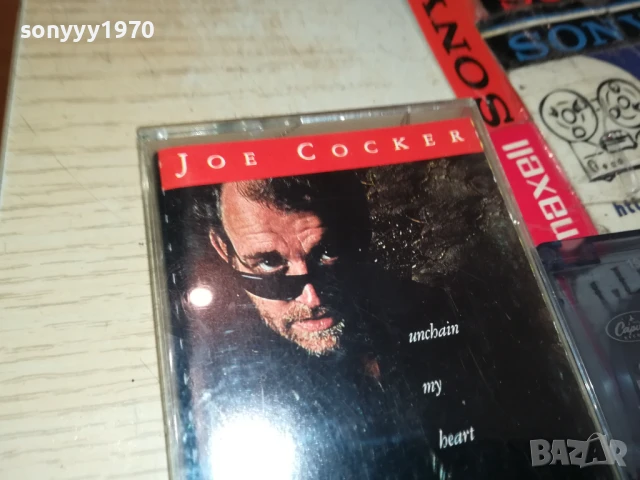 sonyyy1970
SONY
SONY
maxell
JOE COCKER
unchain
my
heart
BAZAR